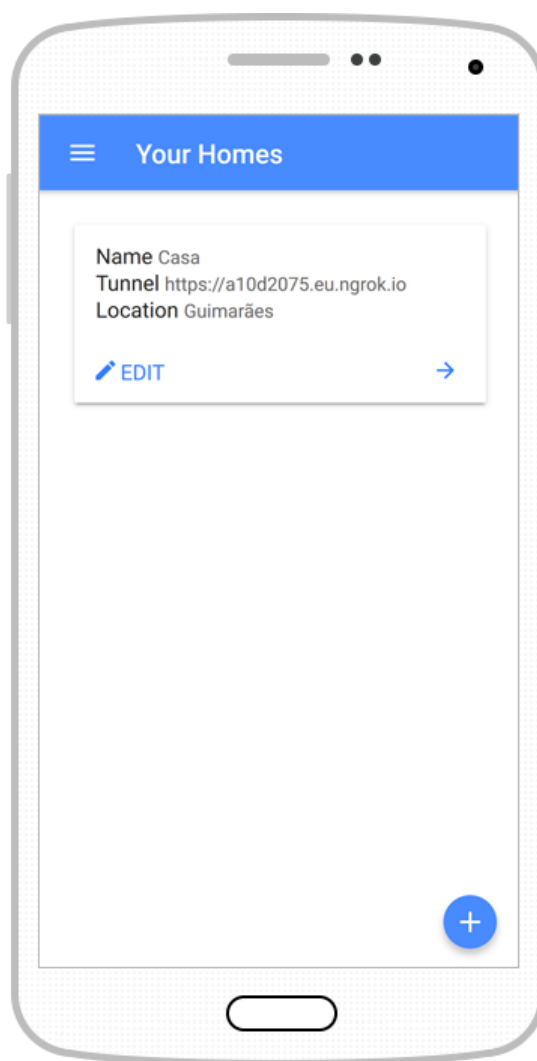 Your Homes
Name Casa
Tunnel https://a10d2075.eu.ngrok.io
Location Guimarães
EDIT